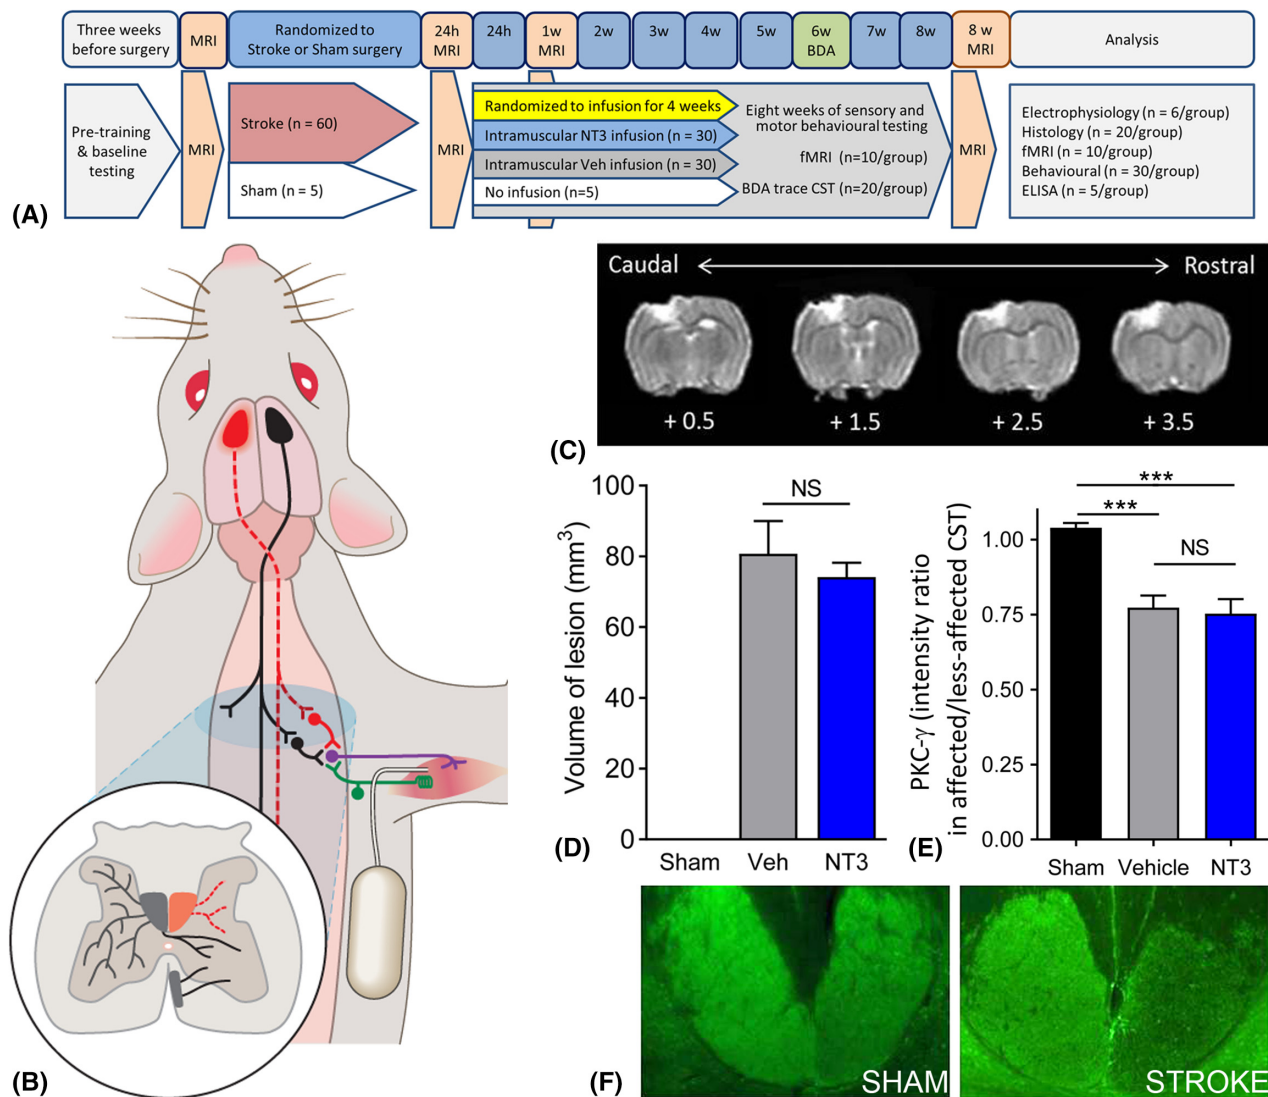 Three weeks
before surgery
MRI
Randomized to
Stroke or Sham surgery
24h
MRI
24h
1w
MRI
2w
3w
4w
5w
6w
BDA
7w
8w
8 w
MRI
Analysis
Pre-training
& baseline
testing
MRI
Stroke (n = 60)
Sham (n = 5)
MRI
Randomized to infusion for 4 weeks
Intramuscular NT3 infusion (n = 30)
Intramuscular Veh infusion (n = 30)
No infusion (n=5)
Eight weeks of sensory and
motor behavioural testing
fMRI (n=10/group)
BDA trace CST (n=20/group)
MRI
Electrophysiology (n = 6/group)
Histology (n = 20/group)
fMRI (n = 10/group)
Behavioural (n = 30/group)
ELISA (n = 5/group)
(A)
(B)
Caudal
Rostral
+ 0.5
+ 1.5
+ 2.5
+ 3.5
(C)
Volume of lesion (mm³)
100
80
60
40
20
0
NS
Sham
Veh
NT3
(D)
PKC-γ (intensity ratio
in affected/less-affected CST)
1.00
0.75
0.50
0.25
0.00
***
***
NS
Sham
Vehicle
NT3
(E)
SHAM
STROKE
(F)